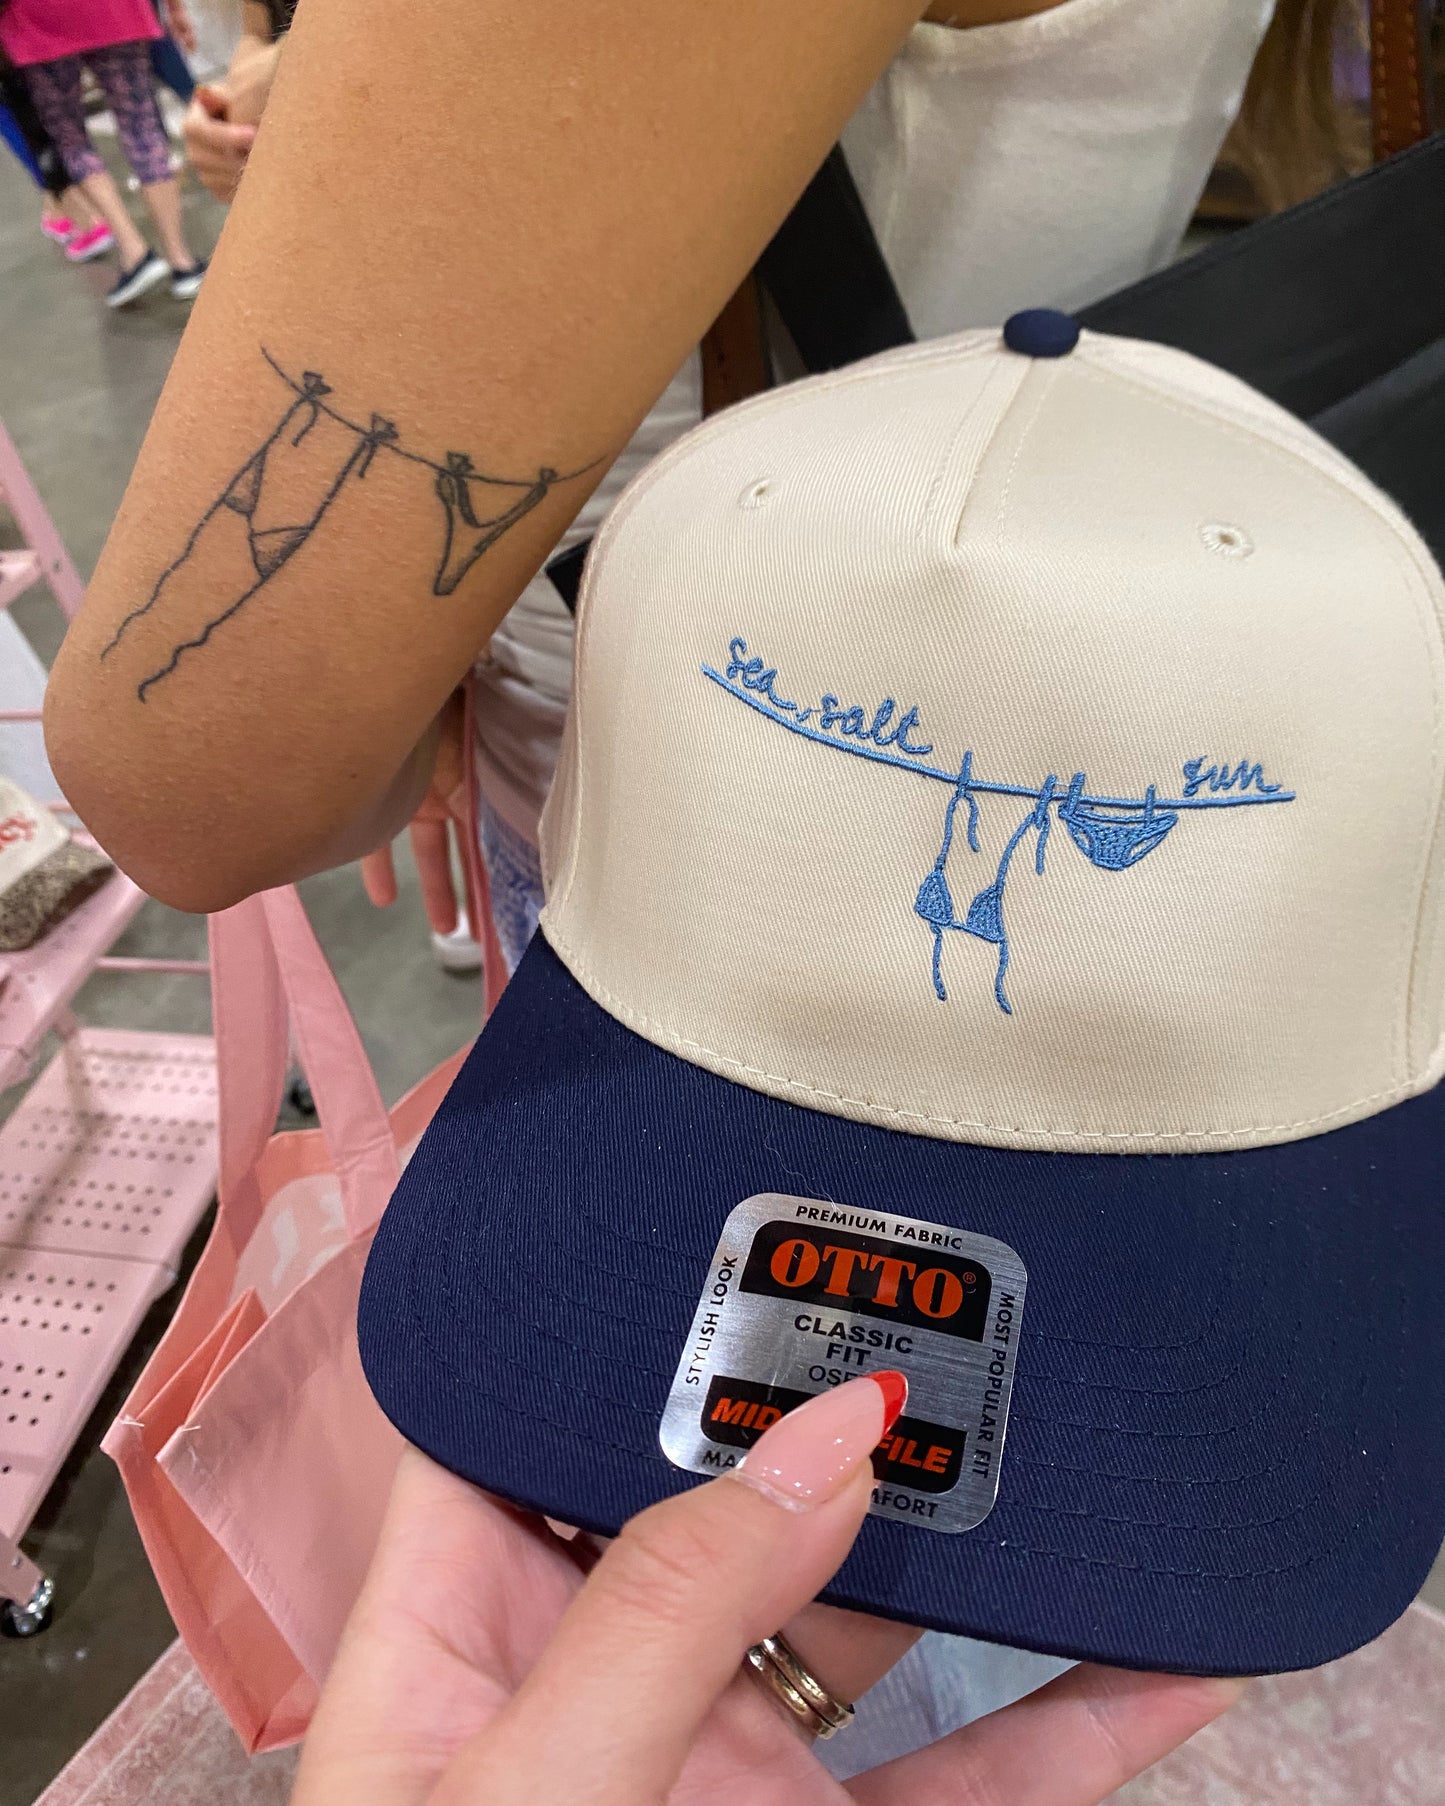 sea, salt
sun
PREMIUM FABRIC
OTTO®
CLASSIC
FIT
STYLISH LOOK
MOST POPULAR FIT